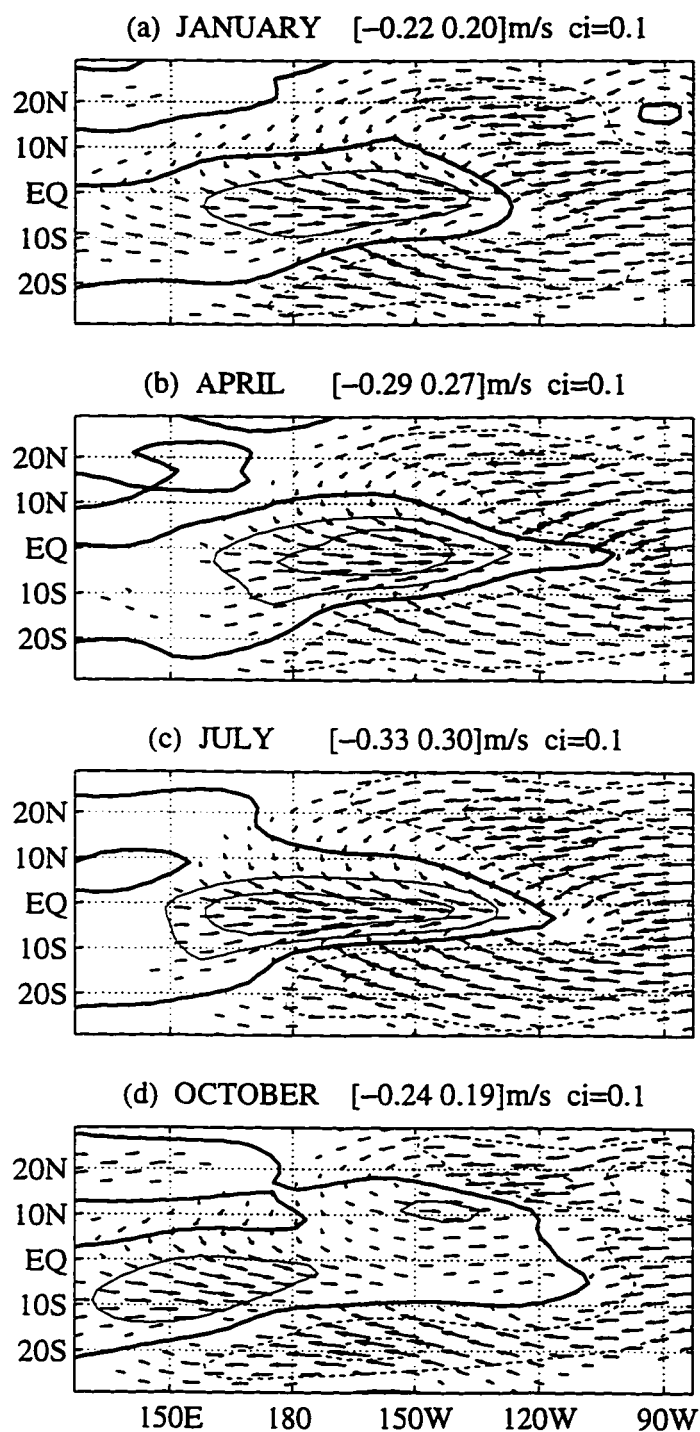 (a) JANUARY [−0.22 0.20]m/s ci=0.1
20N
10N
EQ
10S
20S
(b) APRIL [−0.29 0.27]m/s ci=0.1
20N
10N
EQ
10S
20S
(c) JULY [−0.33 0.30]m/s ci=0.1
20N
10N
EQ
10S
20S
(d) OCTOBER [−0.24 0.19]m/s ci=0.1
20N
10N
EQ
10S
20S
150E 180 150W 120W 90W